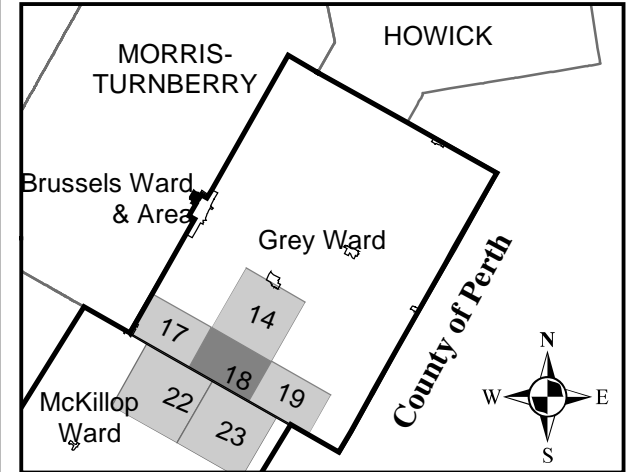 HOWICK
MORRIS-
TURNBERRY
Brussels Ward
& Area
Grey Ward
County of Perth
14
17
18
19
22
23
McKillop
Ward
N
W
E
S